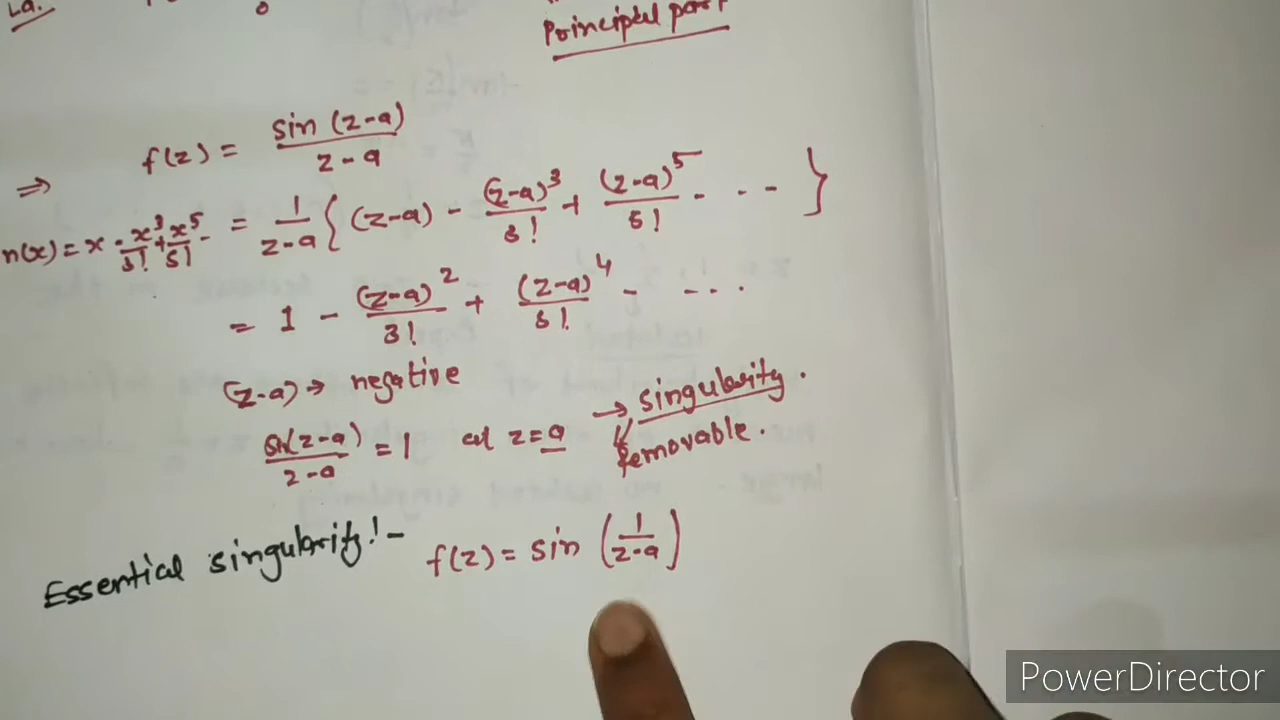 La.
Principal part
⇒ f(z) = sin (z-a) / z-a
n(x) = x - x³/3! + x⁵/5! - = 1/z-a { (z-a) - (z-a)³/3! + (z-a)⁵/5! - - -- }
= 1 - (z-a)²/3! + (z-a)⁴/5! - - . . .
(z-a) → negative
sin(z-a)/z-a = 1 at z=a → singularity.
removable.
Essential singularity! - f(z) = sin (1/z-a)
PowerDirector